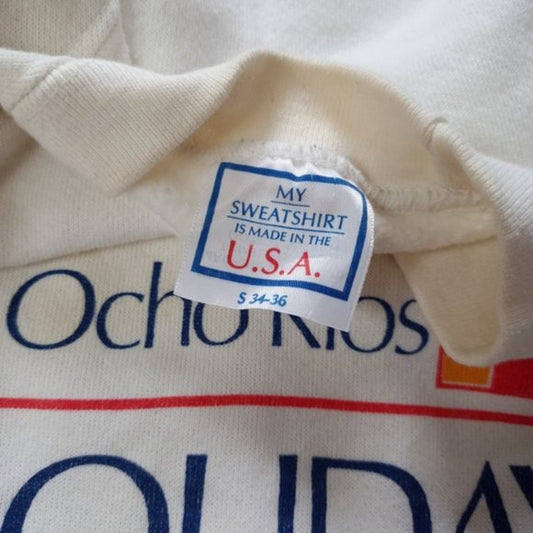 MY
SWEATSHIRT
IS MADE IN THE
U.S.A.
S 34-36
Ocho Rios